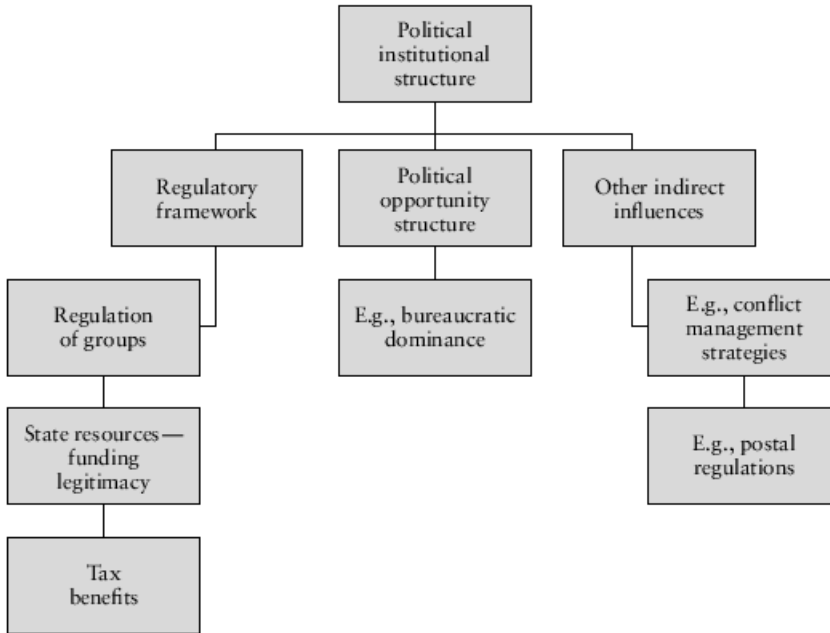 Political
institutional
structure
Regulatory
framework
Political
opportunity
structure
Other indirect
influences
Regulation
of groups
E.g., bureaucratic
dominance
E.g., conflict
management
strategies
State resources—
funding
legitimacy
E.g., postal
regulations
Tax
benefits